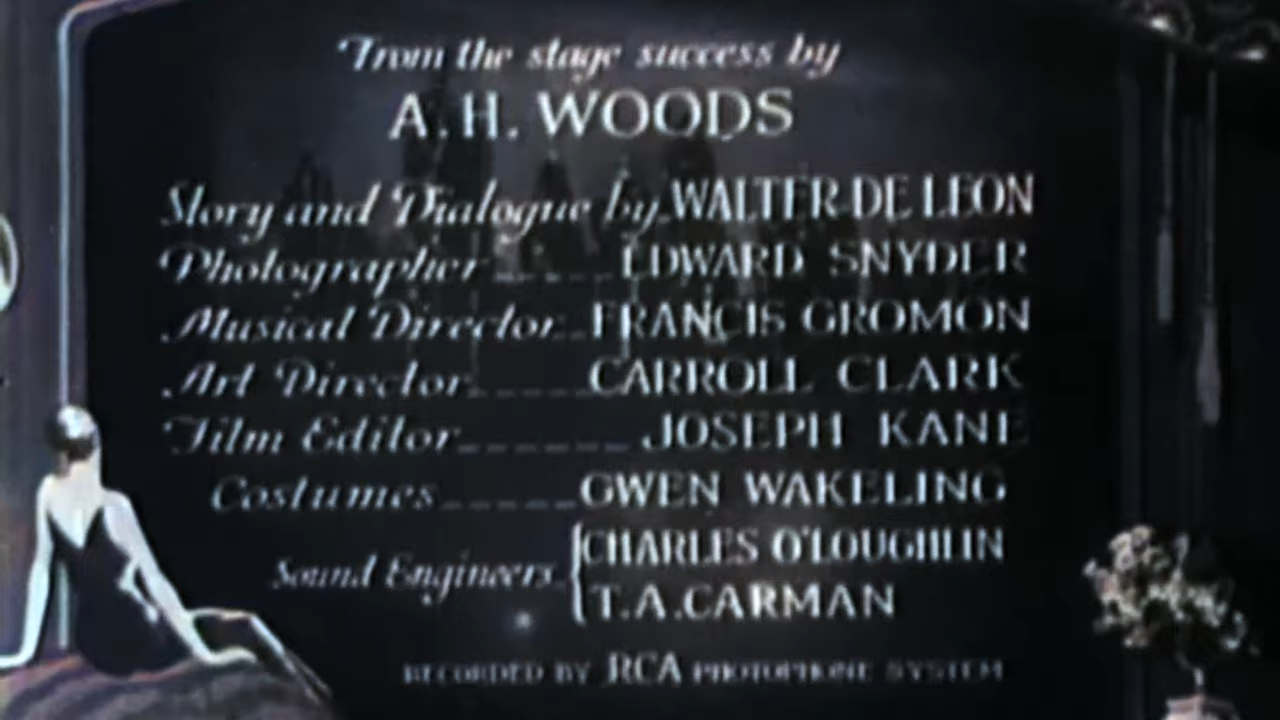 From the stage success by
A. H. WOODS
Story and Dialogue by WALTER DE LEON
Photographer ------ EDWARD SNYDER
Musical Director -- FRANCIS GROMON
Art Director ------ CARROLL CLARK
Film Editor ------ JOSEPH KANE
Costumes ------ GWEN WAKELING
Sound Engineers - CHARLES O'LOUGHLIN
T. A. CARMAN
RECORDED BY RCA PHOTOPHONE SYSTEM